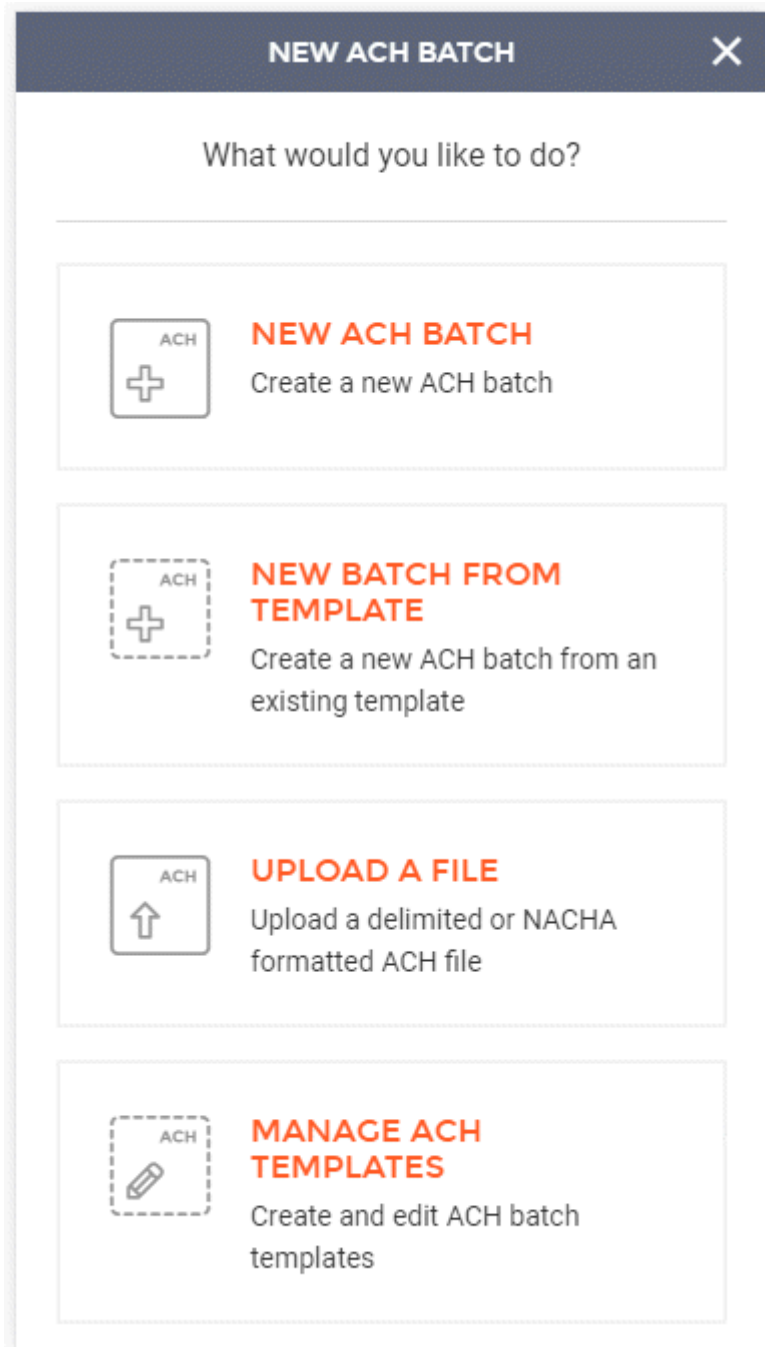 NEW ACH BATCH
What would you like to do?
ACH
NEW ACH BATCH
Create a new ACH batch
ACH
NEW BATCH FROM
TEMPLATE
Create a new ACH batch from an
existing template
ACH
UPLOAD A FILE
Upload a delimited or NACHA
formatted ACH file
ACH
MANAGE ACH
TEMPLATES
Create and edit ACH batch
templates